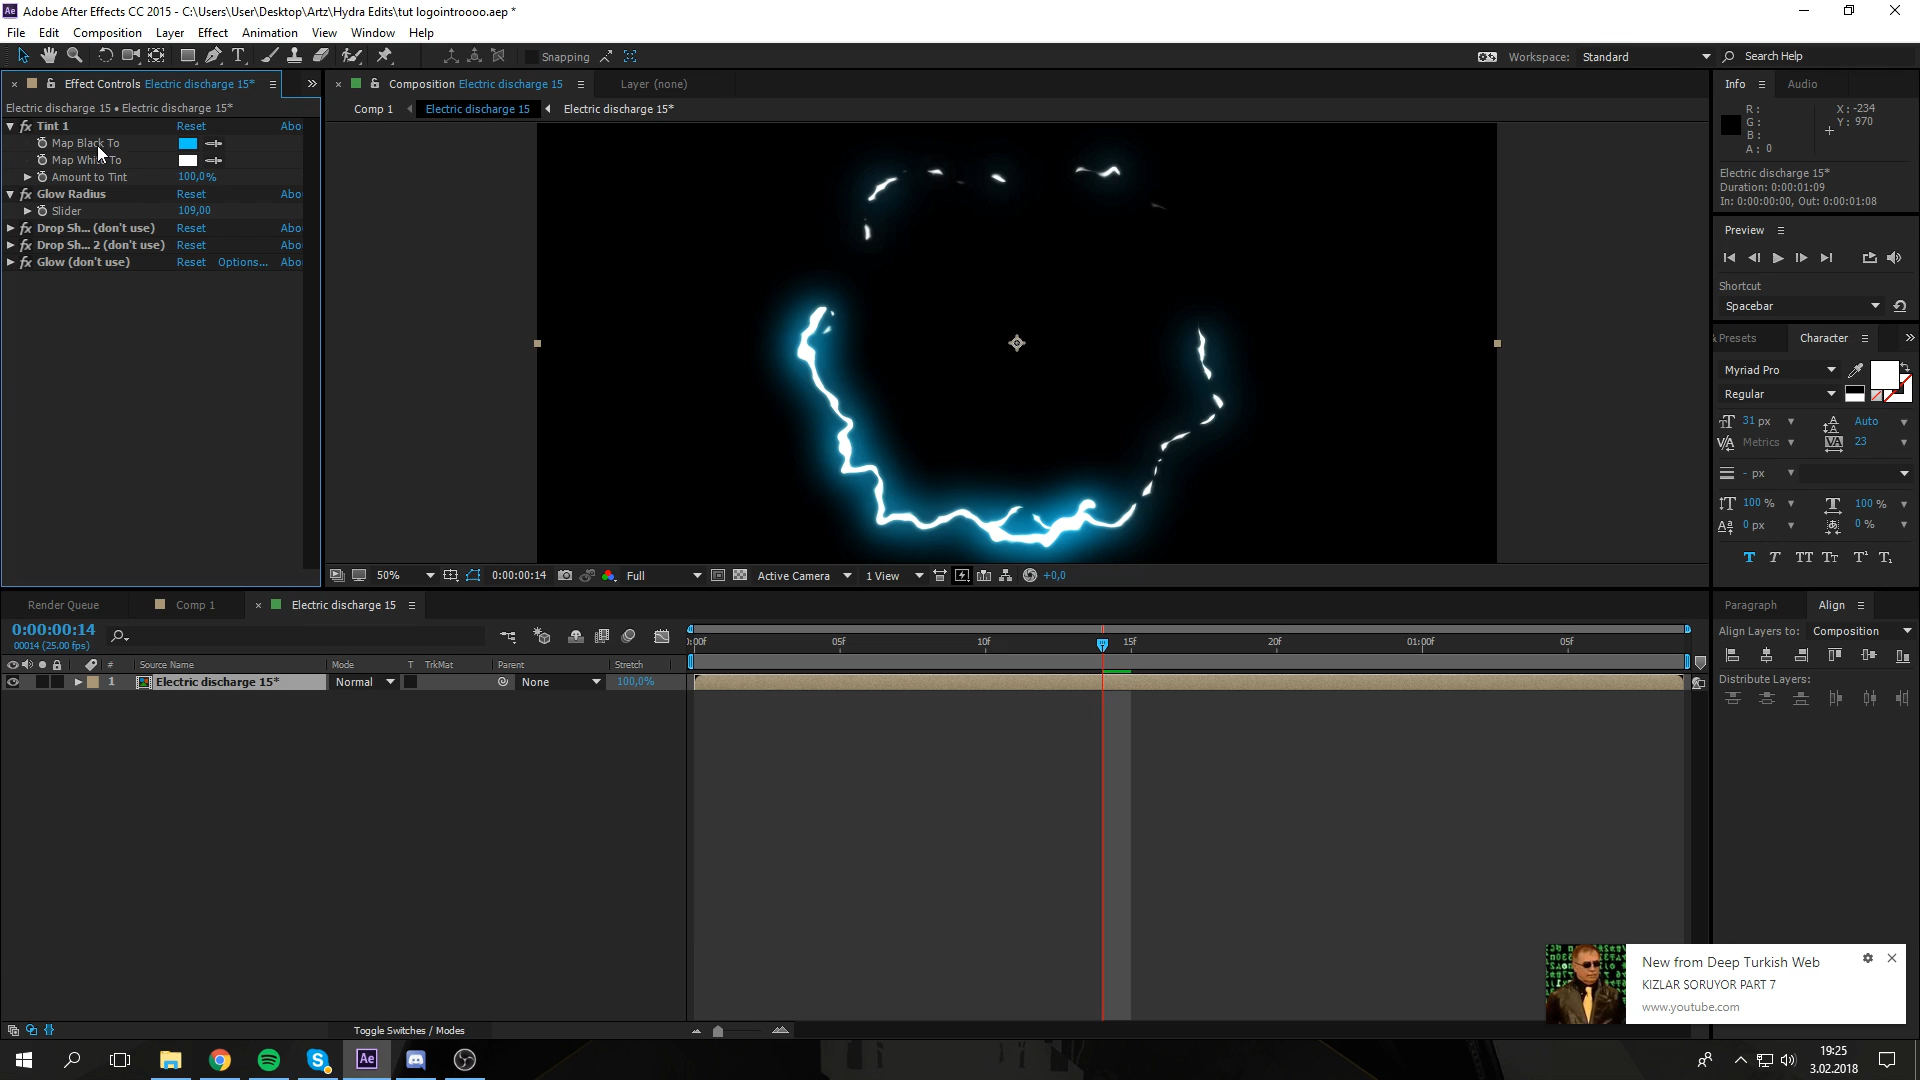 Adobe After Effects CC 2015 - C:\Users\User\Desktop\Artz\Hydra Edits\tut logointroooo.aep *
File Edit Composition Layer Effect Animation View Window Help
Snapping
Workspace: Standard
Search Help
Effect Controls Electric discharge 15*
Electric discharge 15 • Electric discharge 15*
fx Tint 1 Reset Abo
Map Black To
Map White To
Amount to Tint 100,0%
fx Glow Radius Reset Abo
Slider 109,00
fx Drop Sh... (don't use) Reset Abo
fx Drop Sh... 2 (don't use) Reset Abo
fx Glow (don't use) Reset Options... Abo
Composition Electric discharge 15
Layer (none)
Comp 1 Electric discharge 15 Electric discharge 15*
50% 0:00:00:14 Full Active Camera 1 View +0,0
Info Audio
R: X: -234
G: Y: 970
B:
A: 0
Electric discharge 15*
Duration: 0:00:01:09
In: 0:00:00:00, Out: 0:00:01:08
Preview
Shortcut
Spacebar
& Presets Character
Myriad Pro
Regular
31 px Auto
Metrics 23
- px
100 % 100 %
0 px 0 %
T T TT Tt T¹ T₁
Paragraph Align
Align Layers to: Composition
Distribute Layers:
Render Queue Comp 1 Electric discharge 15
0:00:00:14
00014 (25.00 fps)
# Source Name Mode T TrkMat Parent Stretch
1 Electric discharge 15* Normal None 100,0%
):00f 05f 10f 15f 20f 01:00f 05f
Toggle Switches / Modes
New from Deep Turkish Web
KIZLAR SORUYOR PART 7
www.youtube.com
Ae
19:25
3.02.2018